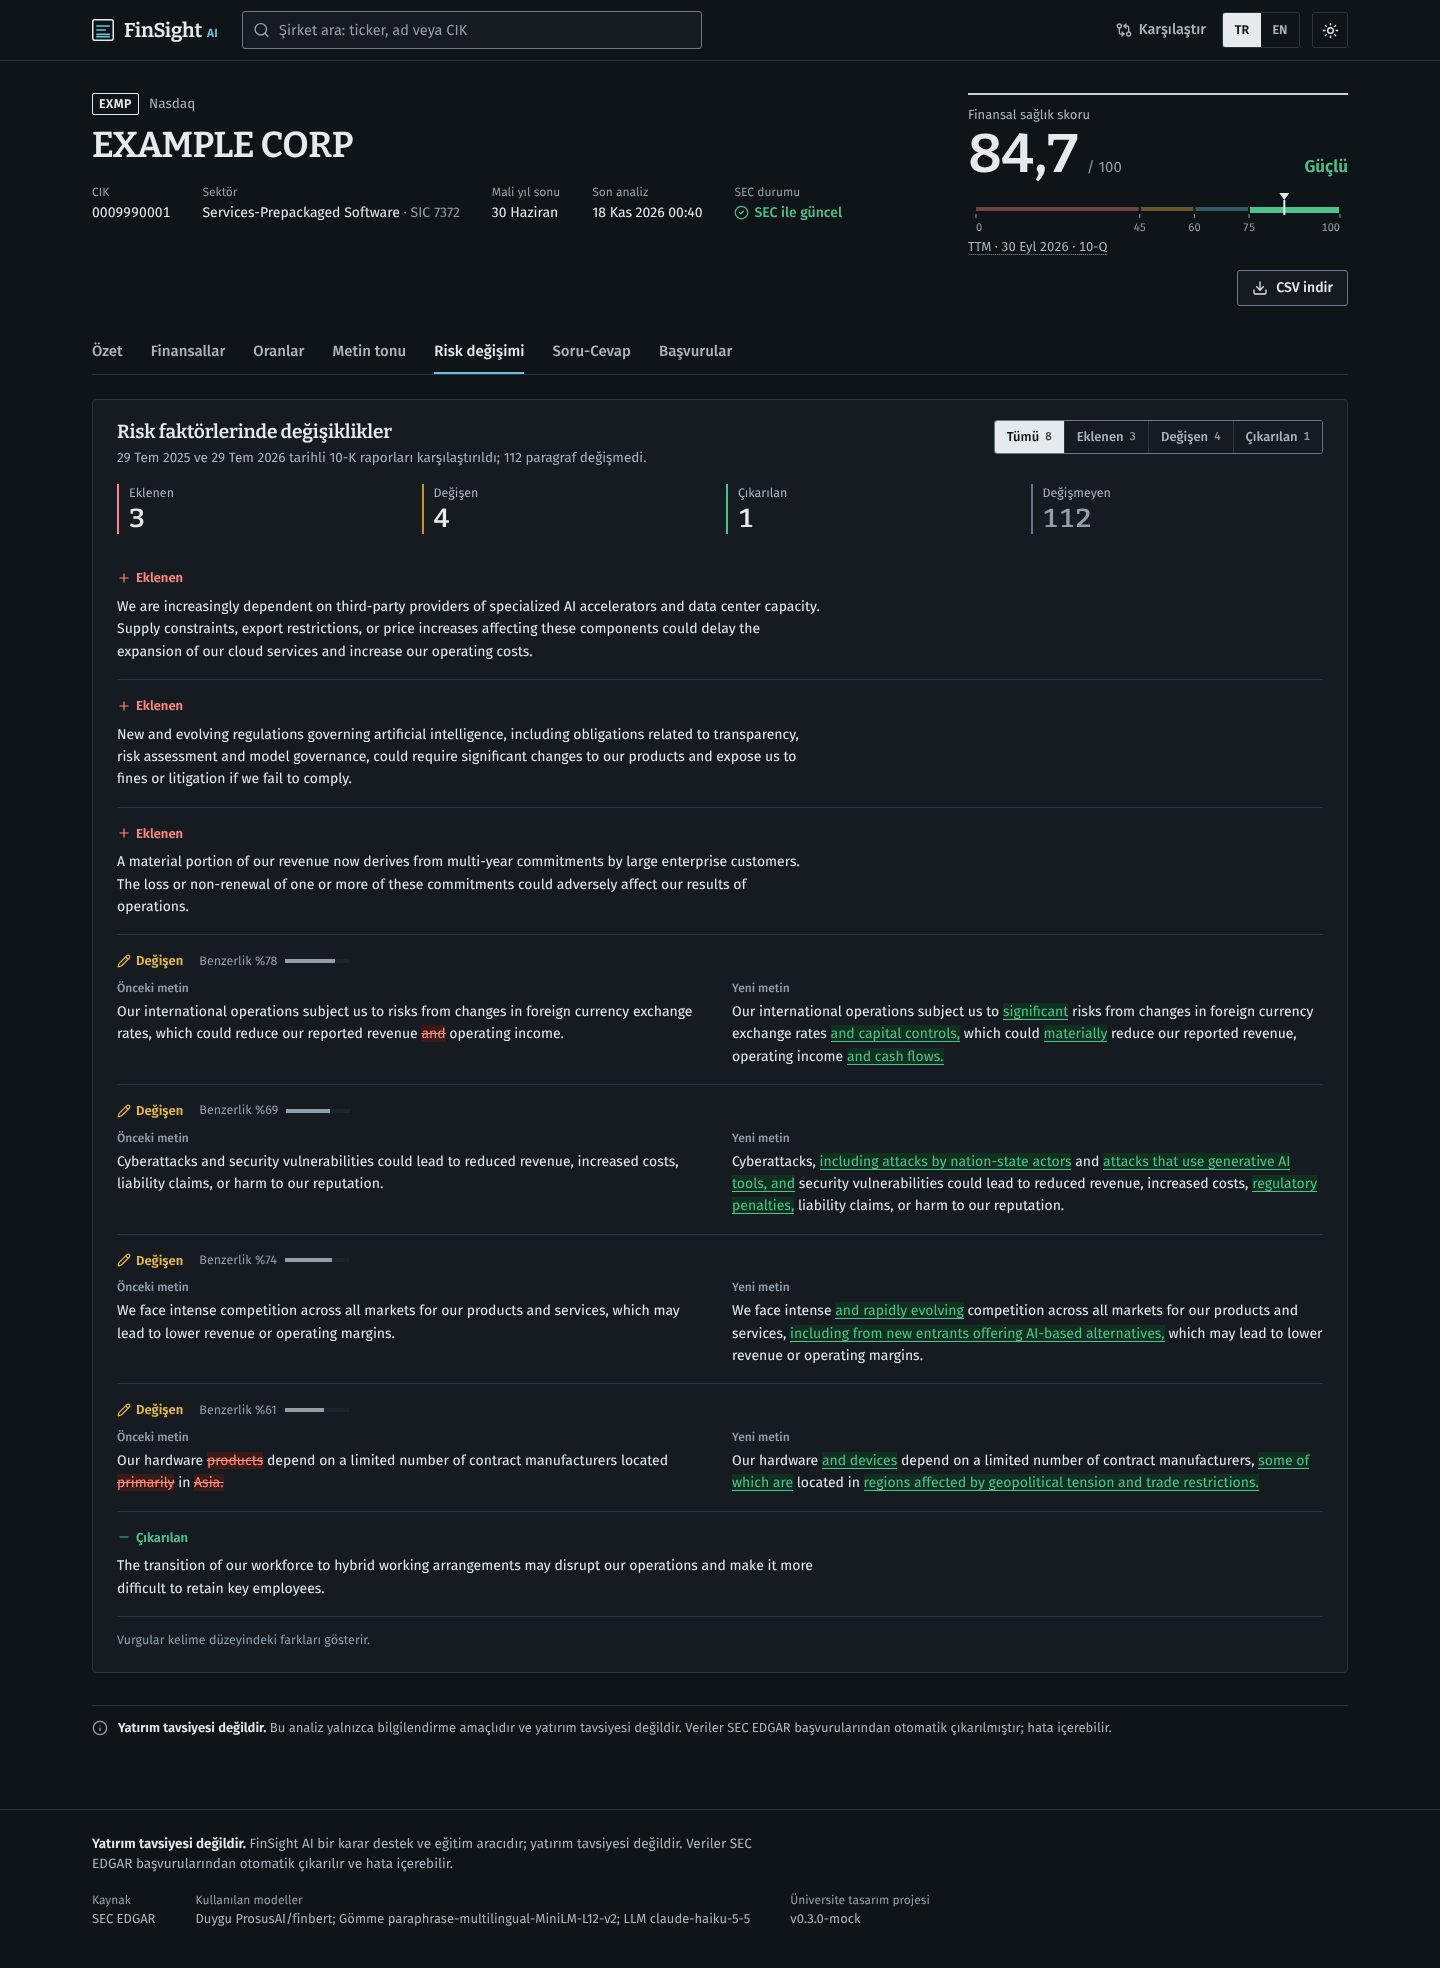 FinSight AI
Şirket ara: ticker, ad veya CIK
Karşılaştır
TR EN
EXMP Nasdaq
EXAMPLE CORP
CIK
0009990001
Sektör
Services-Prepackaged Software · SIC 7372
Mali yıl sonu
30 Haziran
Son analiz
18 Kas 2026 00:40
SEC durumu
SEC ile güncel
Finansal sağlık skoru
84,7 / 100 Güçlü
0 45 60 75 100
TTM · 30 Eyl 2026 · 10-Q
CSV indir
Özet Finansallar Oranlar Metin tonu Risk değişimi Soru-Cevap Başvurular
Risk faktörlerinde değişiklikler
29 Tem 2025 ve 29 Tem 2026 tarihli 10-K raporları karşılaştırıldı; 112 paragraf değişmedi.
Tümü 8 Eklenen 3 Değişen 4 Çıkarılan 1
Eklenen
3
Değişen
4
Çıkarılan
1
Değişmeyen
112
+ Eklenen
We are increasingly dependent on third-party providers of specialized AI accelerators and data center capacity.
Supply constraints, export restrictions, or price increases affecting these components could delay the
expansion of our cloud services and increase our operating costs.
+ Eklenen
New and evolving regulations governing artificial intelligence, including obligations related to transparency,
risk assessment and model governance, could require significant changes to our products and expose us to
fines or litigation if we fail to comply.
+ Eklenen
A material portion of our revenue now derives from multi-year commitments by large enterprise customers.
The loss or non-renewal of one or more of these commitments could adversely affect our results of
operations.
Değişen Benzerlik %78
Önceki metin
Our international operations subject us to risks from changes in foreign currency exchange
rates, which could reduce our reported revenue and operating income.
Yeni metin
Our international operations subject us to significant risks from changes in foreign currency
exchange rates and capital controls, which could materially reduce our reported revenue,
operating income and cash flows.
Değişen Benzerlik %69
Önceki metin
Cyberattacks and security vulnerabilities could lead to reduced revenue, increased costs,
liability claims, or harm to our reputation.
Yeni metin
Cyberattacks, including attacks by nation-state actors and attacks that use generative AI
tools, and security vulnerabilities could lead to reduced revenue, increased costs, regulatory
penalties, liability claims, or harm to our reputation.
Değişen Benzerlik %74
Önceki metin
We face intense competition across all markets for our products and services, which may
lead to lower revenue or operating margins.
Yeni metin
We face intense and rapidly evolving competition across all markets for our products and
services, including from new entrants offering AI-based alternatives, which may lead to lower
revenue or operating margins.
Değişen Benzerlik %61
Önceki metin
Our hardware products depend on a limited number of contract manufacturers located
primarily in Asia.
Yeni metin
Our hardware and devices depend on a limited number of contract manufacturers, some of
which are located in regions affected by geopolitical tension and trade restrictions.
− Çıkarılan
The transition of our workforce to hybrid working arrangements may disrupt our operations and make it more
difficult to retain key employees.
Vurgular kelime düzeyindeki farkları gösterir.
Yatırım tavsiyesi değildir. Bu analiz yalnızca bilgilendirme amaçlıdır ve yatırım tavsiyesi değildir. Veriler SEC EDGAR başvurularından otomatik çıkarılmıştır; hata içerebilir.
Yatırım tavsiyesi değildir. FinSight AI bir karar destek ve eğitim aracıdır; yatırım tavsiyesi değildir. Veriler SEC
EDGAR başvurularından otomatik çıkarılır ve hata içerebilir.
Kaynak
SEC EDGAR
Kullanılan modeller
Duygu ProsusAI/finbert; Gömme paraphrase-multilingual-MiniLM-L12-v2; LLM claude-haiku-5-5
Üniversite tasarım projesi
v0.3.0-mock